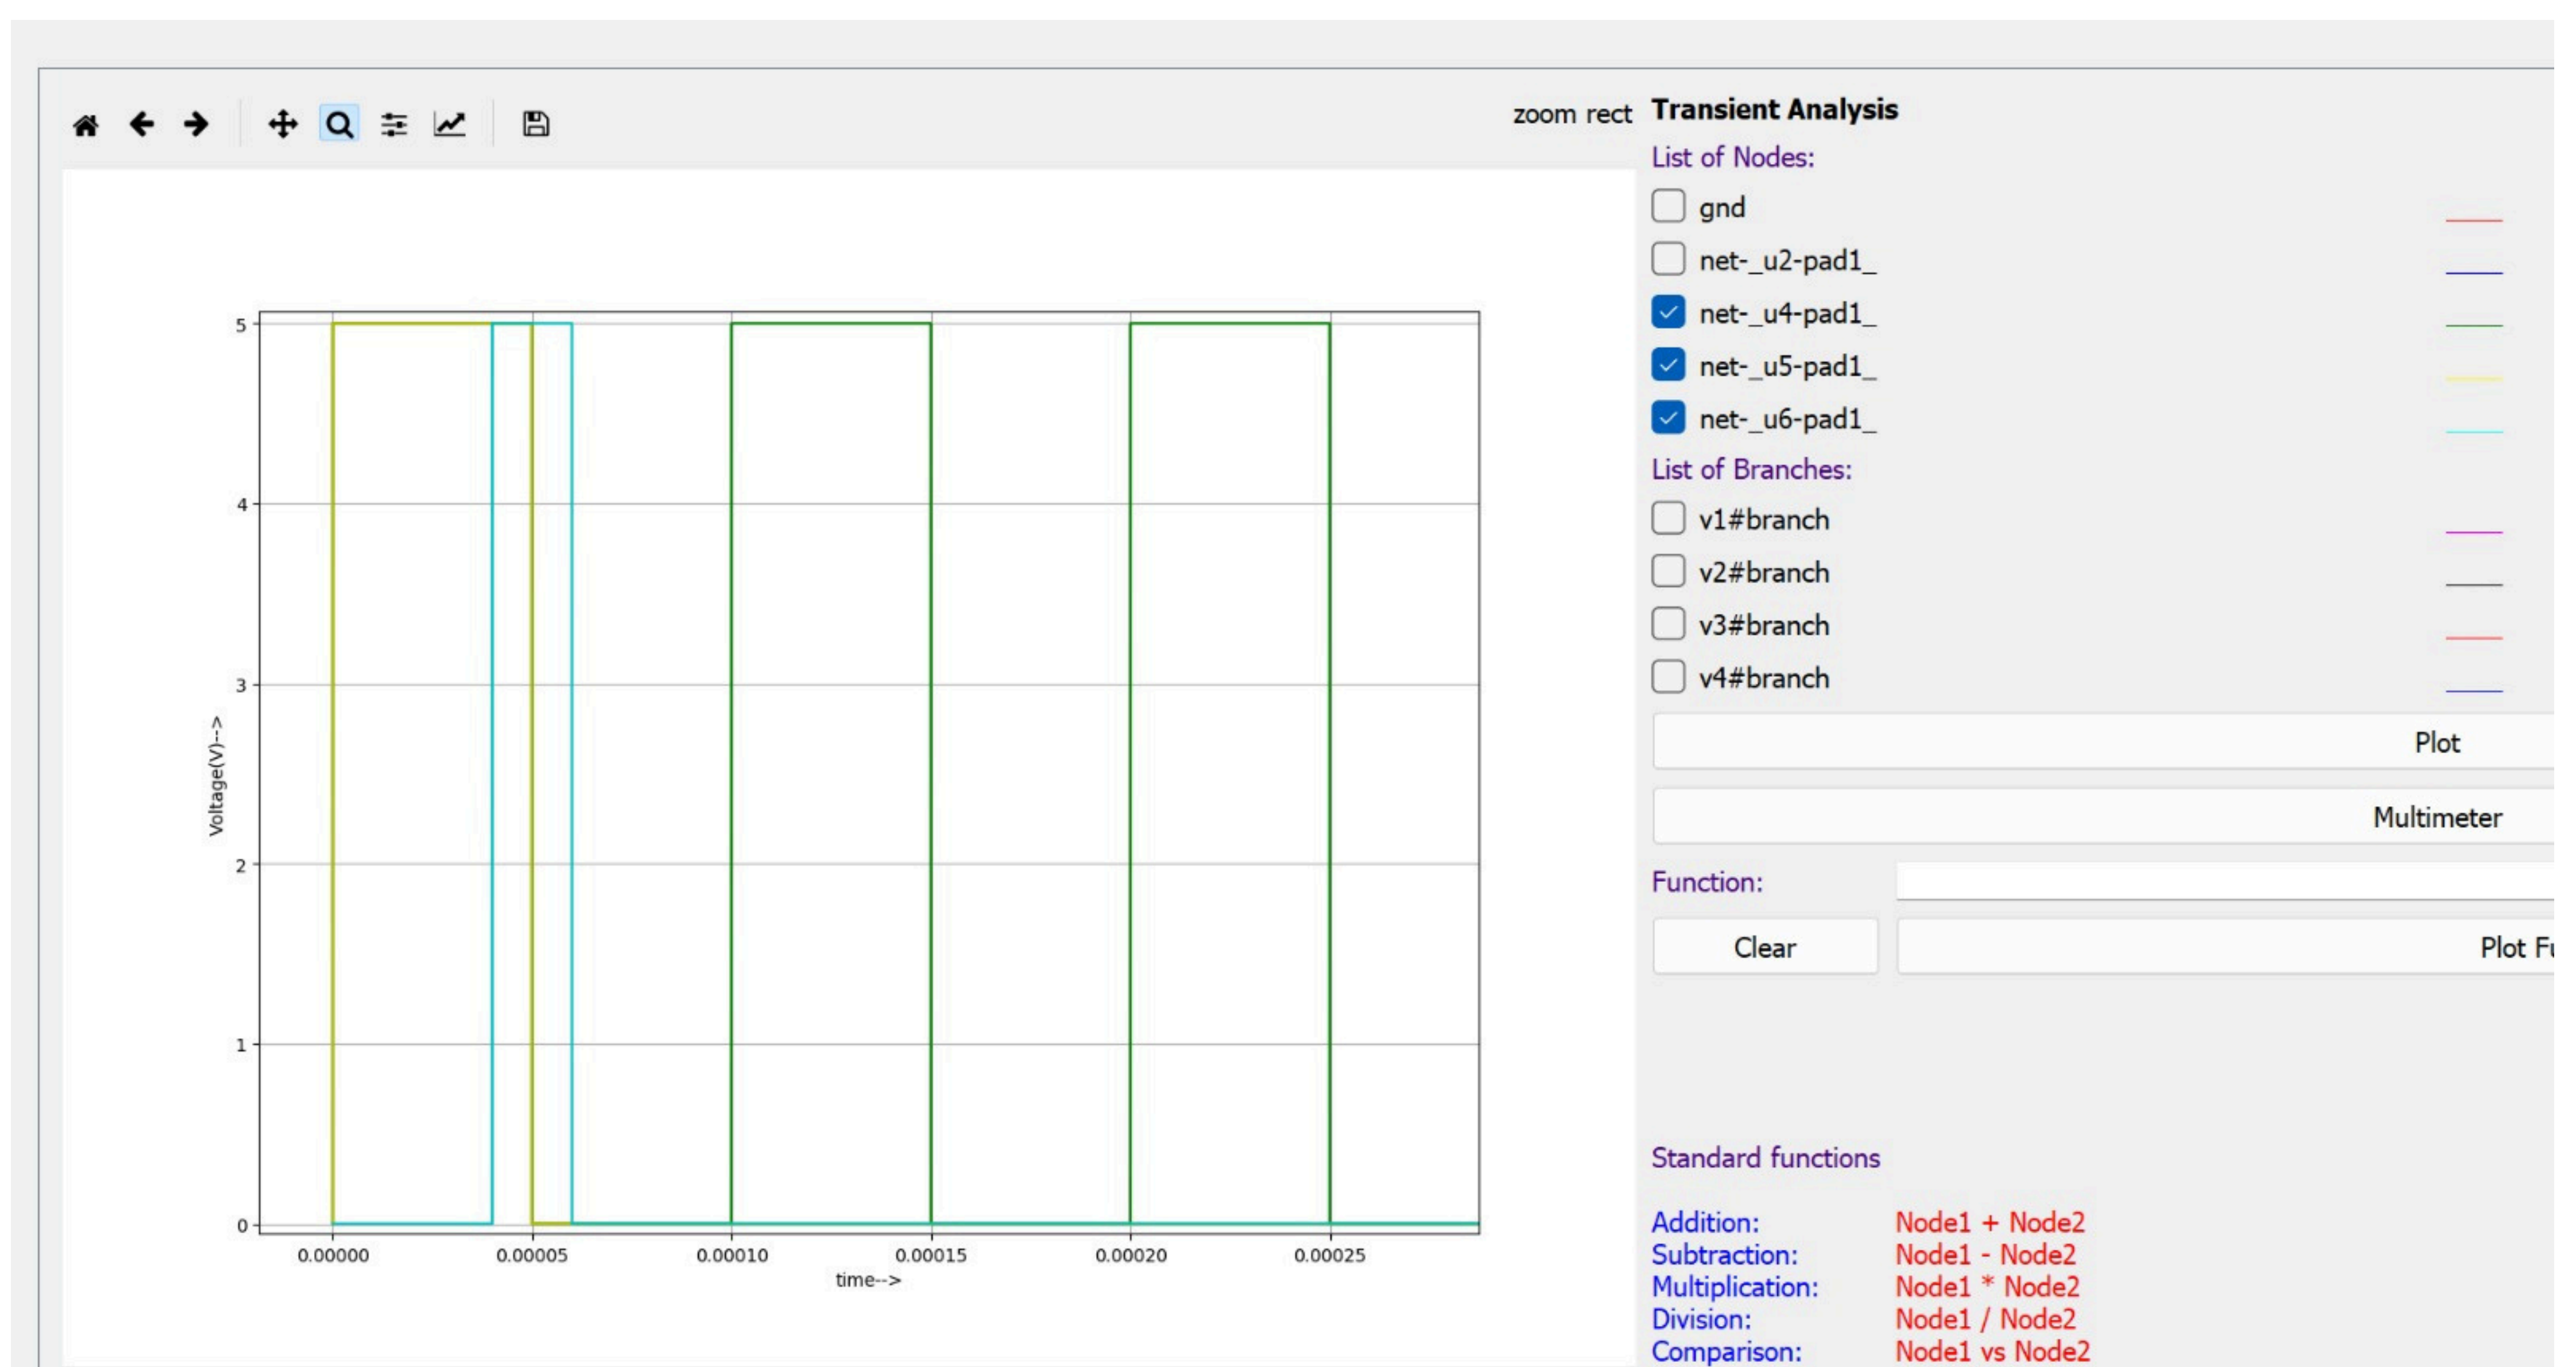 zoom rect
Transient Analysis
List of Nodes:
gnd
net-_u2-pad1_
net-_u4-pad1_
net-_u5-pad1_
net-_u6-pad1_
List of Branches:
v1#branch
v2#branch
v3#branch
v4#branch
Plot
Multimeter
Function:
Clear
Plot Fu
Standard functions
Addition: Node1 + Node2
Subtraction: Node1 - Node2
Multiplication: Node1 * Node2
Division: Node1 / Node2
Comparison: Node1 vs Node2
5
4
3
2
1
0
Voltage(V)-->
0.00000 0.00005 0.00010 0.00015 0.00020 0.00025
time-->